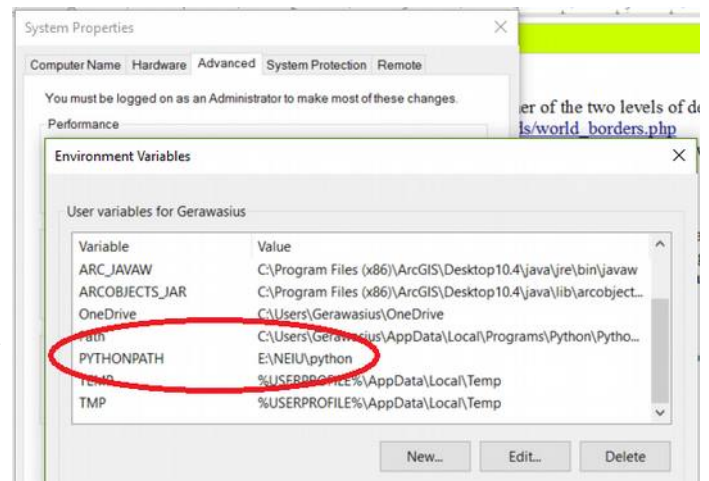 System Properties
Computer Name Hardware Advanced System Protection Remote
You must be logged on as an Administrator to make most of these changes.
er of the two levels of de
Performance
ls/world_borders.php
Environment Variables
User variables for Gerawasius
Variable Value
ARC_JAVAW C:\Program Files (x86)\ArcGIS\Desktop10.4\java\jre\bin\javaw
ARCOBJECTS_JAR C:\Program Files (x86)\ArcGIS\Desktop10.4\java\lib\arcobject...
OneDrive C:\Users\Gerawasius\OneDrive
Path C:\Users\Gerawasius\AppData\Local\Programs\Python\Pytho...
PYTHONPATH E:\NEIU\python
TEMP %USERPROFILE%\AppData\Local\Temp
TMP %USERPROFILE%\AppData\Local\Temp
New... Edit... Delete